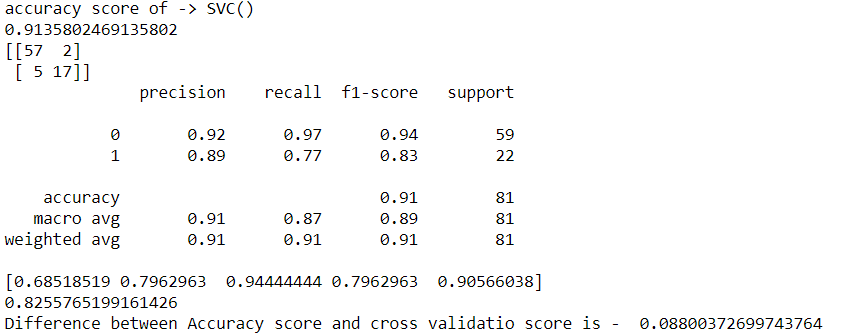 accuracy score of -> SVC()
0.9135802469135802
[[57  2]
 [ 5 17]]
              precision    recall  f1-score   support

           0       0.92      0.97      0.94        59
           1       0.89      0.77      0.83        22

    accuracy                           0.91        81
   macro avg       0.91      0.87      0.89        81
weighted avg       0.91      0.91      0.91        81

[0.68518519 0.7962963  0.94444444 0.7962963  0.90566038]
0.8255765199161426
Difference between Accuracy score and cross validatio score is -  0.08800372699743764